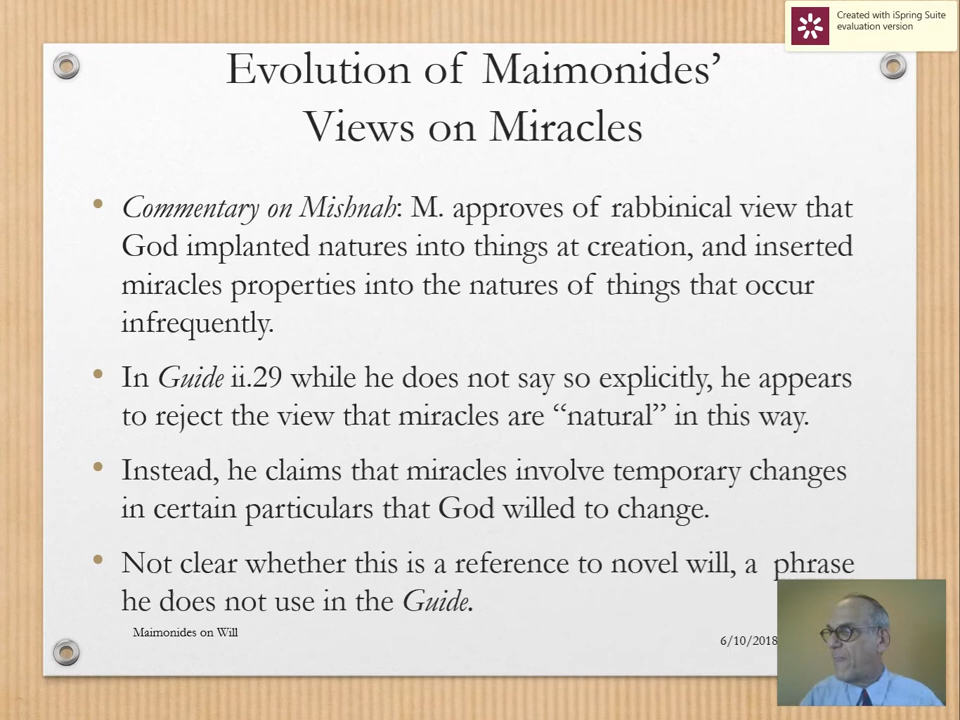 Created with iSpring Suite
evaluation version
Evolution of Maimonides’
Views on Miracles
• Commentary on Mishnah: M. approves of rabbinical view that
God implanted natures into things at creation, and inserted
miracles properties into the natures of things that occur
infrequently.
• In Guide ii.29 while he does not say so explicitly, he appears
to reject the view that miracles are “natural” in this way.
• Instead, he claims that miracles involve temporary changes
in certain particulars that God willed to change.
• Not clear whether this is a reference to novel will, a phrase
he does not use in the Guide.
Maimonides on Will
6/10/2018